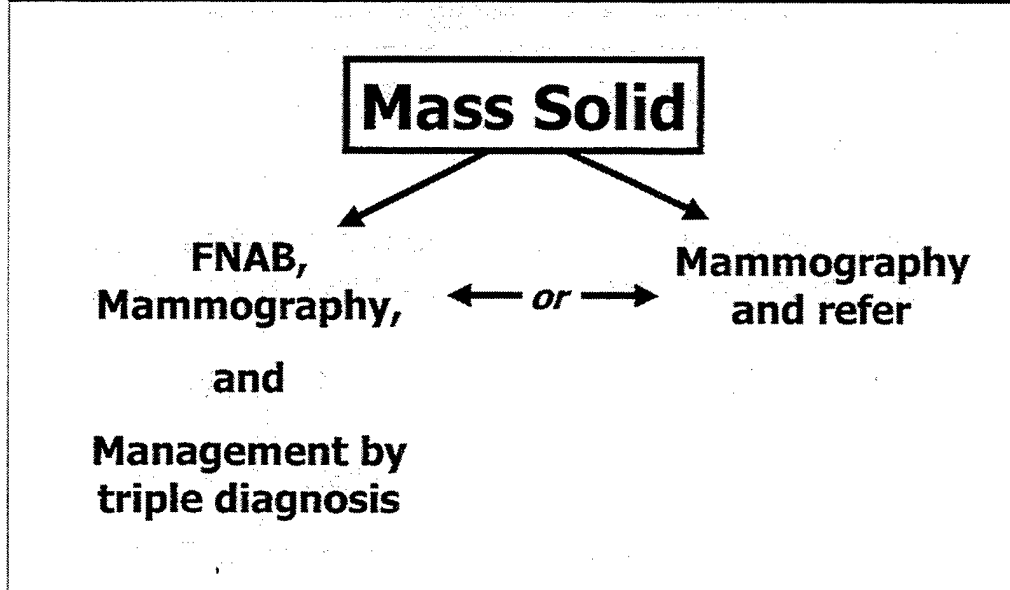 Mass Solid
FNAB,
Mammography,
and
Management by
triple diagnosis
or
Mammography
and refer